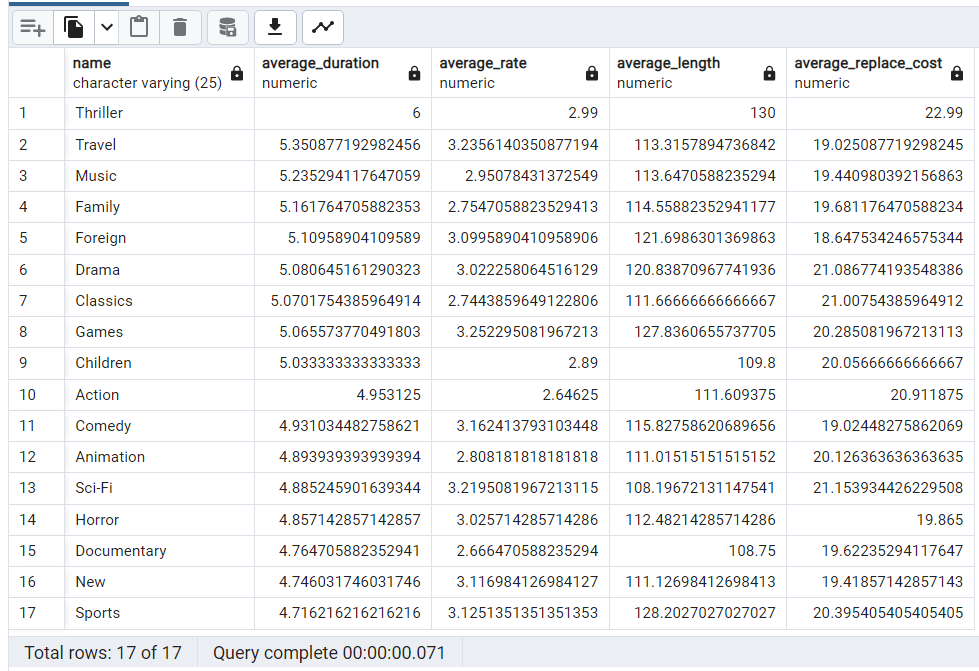 name average_duration average_rate average_length average_replace_cost
character varying (25) numeric numeric numeric numeric
1 Thriller 6 2.99 130 22.99
2 Travel 5.350877192982456 3.2356140350877194 113.3157894736842 19.025087719298245
3 Music 5.235294117647059 2.95078431372549 113.6470588235294 19.440980392156863
4 Family 5.161764705882353 2.7547058823529413 114.55882352941177 19.681176470588234
5 Foreign 5.10958904109589 3.0995890410958906 121.6986301369863 18.647534246575344
6 Drama 5.080645161290323 3.022258064516129 120.83870967741936 21.086774193548386
7 Classics 5.0701754385964914 2.7443859649122806 111.66666666666667 21.00754385964912
8 Games 5.065573770491803 3.252295081967213 127.8360655737705 20.285081967213113
9 Children 5.033333333333333 2.89 109.8 20.05666666666667
10 Action 4.953125 2.64625 111.609375 20.911875
11 Comedy 4.931034482758621 3.162413793103448 115.82758620689656 19.02448275862069
12 Animation 4.893939393939394 2.808181818181818 111.01515151515152 20.126363636363635
13 Sci-Fi 4.885245901639344 3.2195081967213115 108.19672131147541 21.153934426229508
14 Horror 4.857142857142857 3.025714285714286 112.48214285714286 19.865
15 Documentary 4.764705882352941 2.666470588235294 108.75 19.62235294117647
16 New 4.746031746031746 3.116984126984127 111.12698412698413 19.41857142857143
17 Sports 4.716216216216216 3.1251351351351353 128.2027027027027 20.395405405405405
Total rows: 17 of 17 Query complete 00:00:00.071